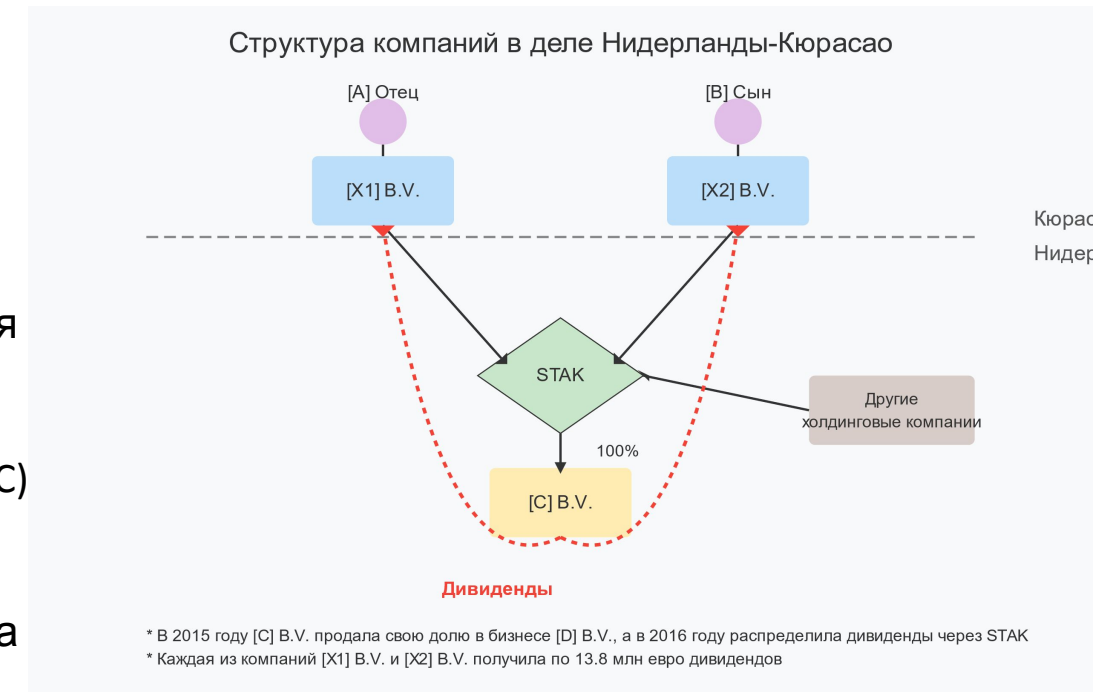 Структура компаний в деле Нидерланды-Кюрасао
[A] Отец
[B] Сын
[X1] B.V.
[X2] B.V.
Кюрас
Нидер
я
STAK
Другие
холдинговые компании
100%
С)
[C] B.V.
Дивиденды
а
* В 2015 году [C] B.V. продала свою долю в бизнесе [D] B.V., а в 2016 году распределила дивиденды через STAK
* Каждая из компаний [X1] B.V. и [X2] B.V. получила по 13.8 млн евро дивидендов